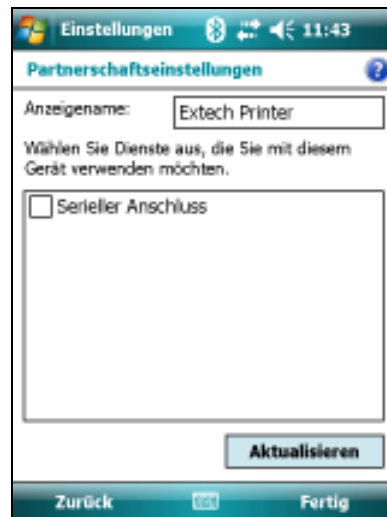 Einstellungen 11:43
Partnerschaftseinstellungen ?
Anzeigename: Extech Printer
Wählen Sie Dienste aus, die Sie mit diesem
Gerät verwenden möchten.
Serieller Anschluss
Aktualisieren
Zurück Fertig